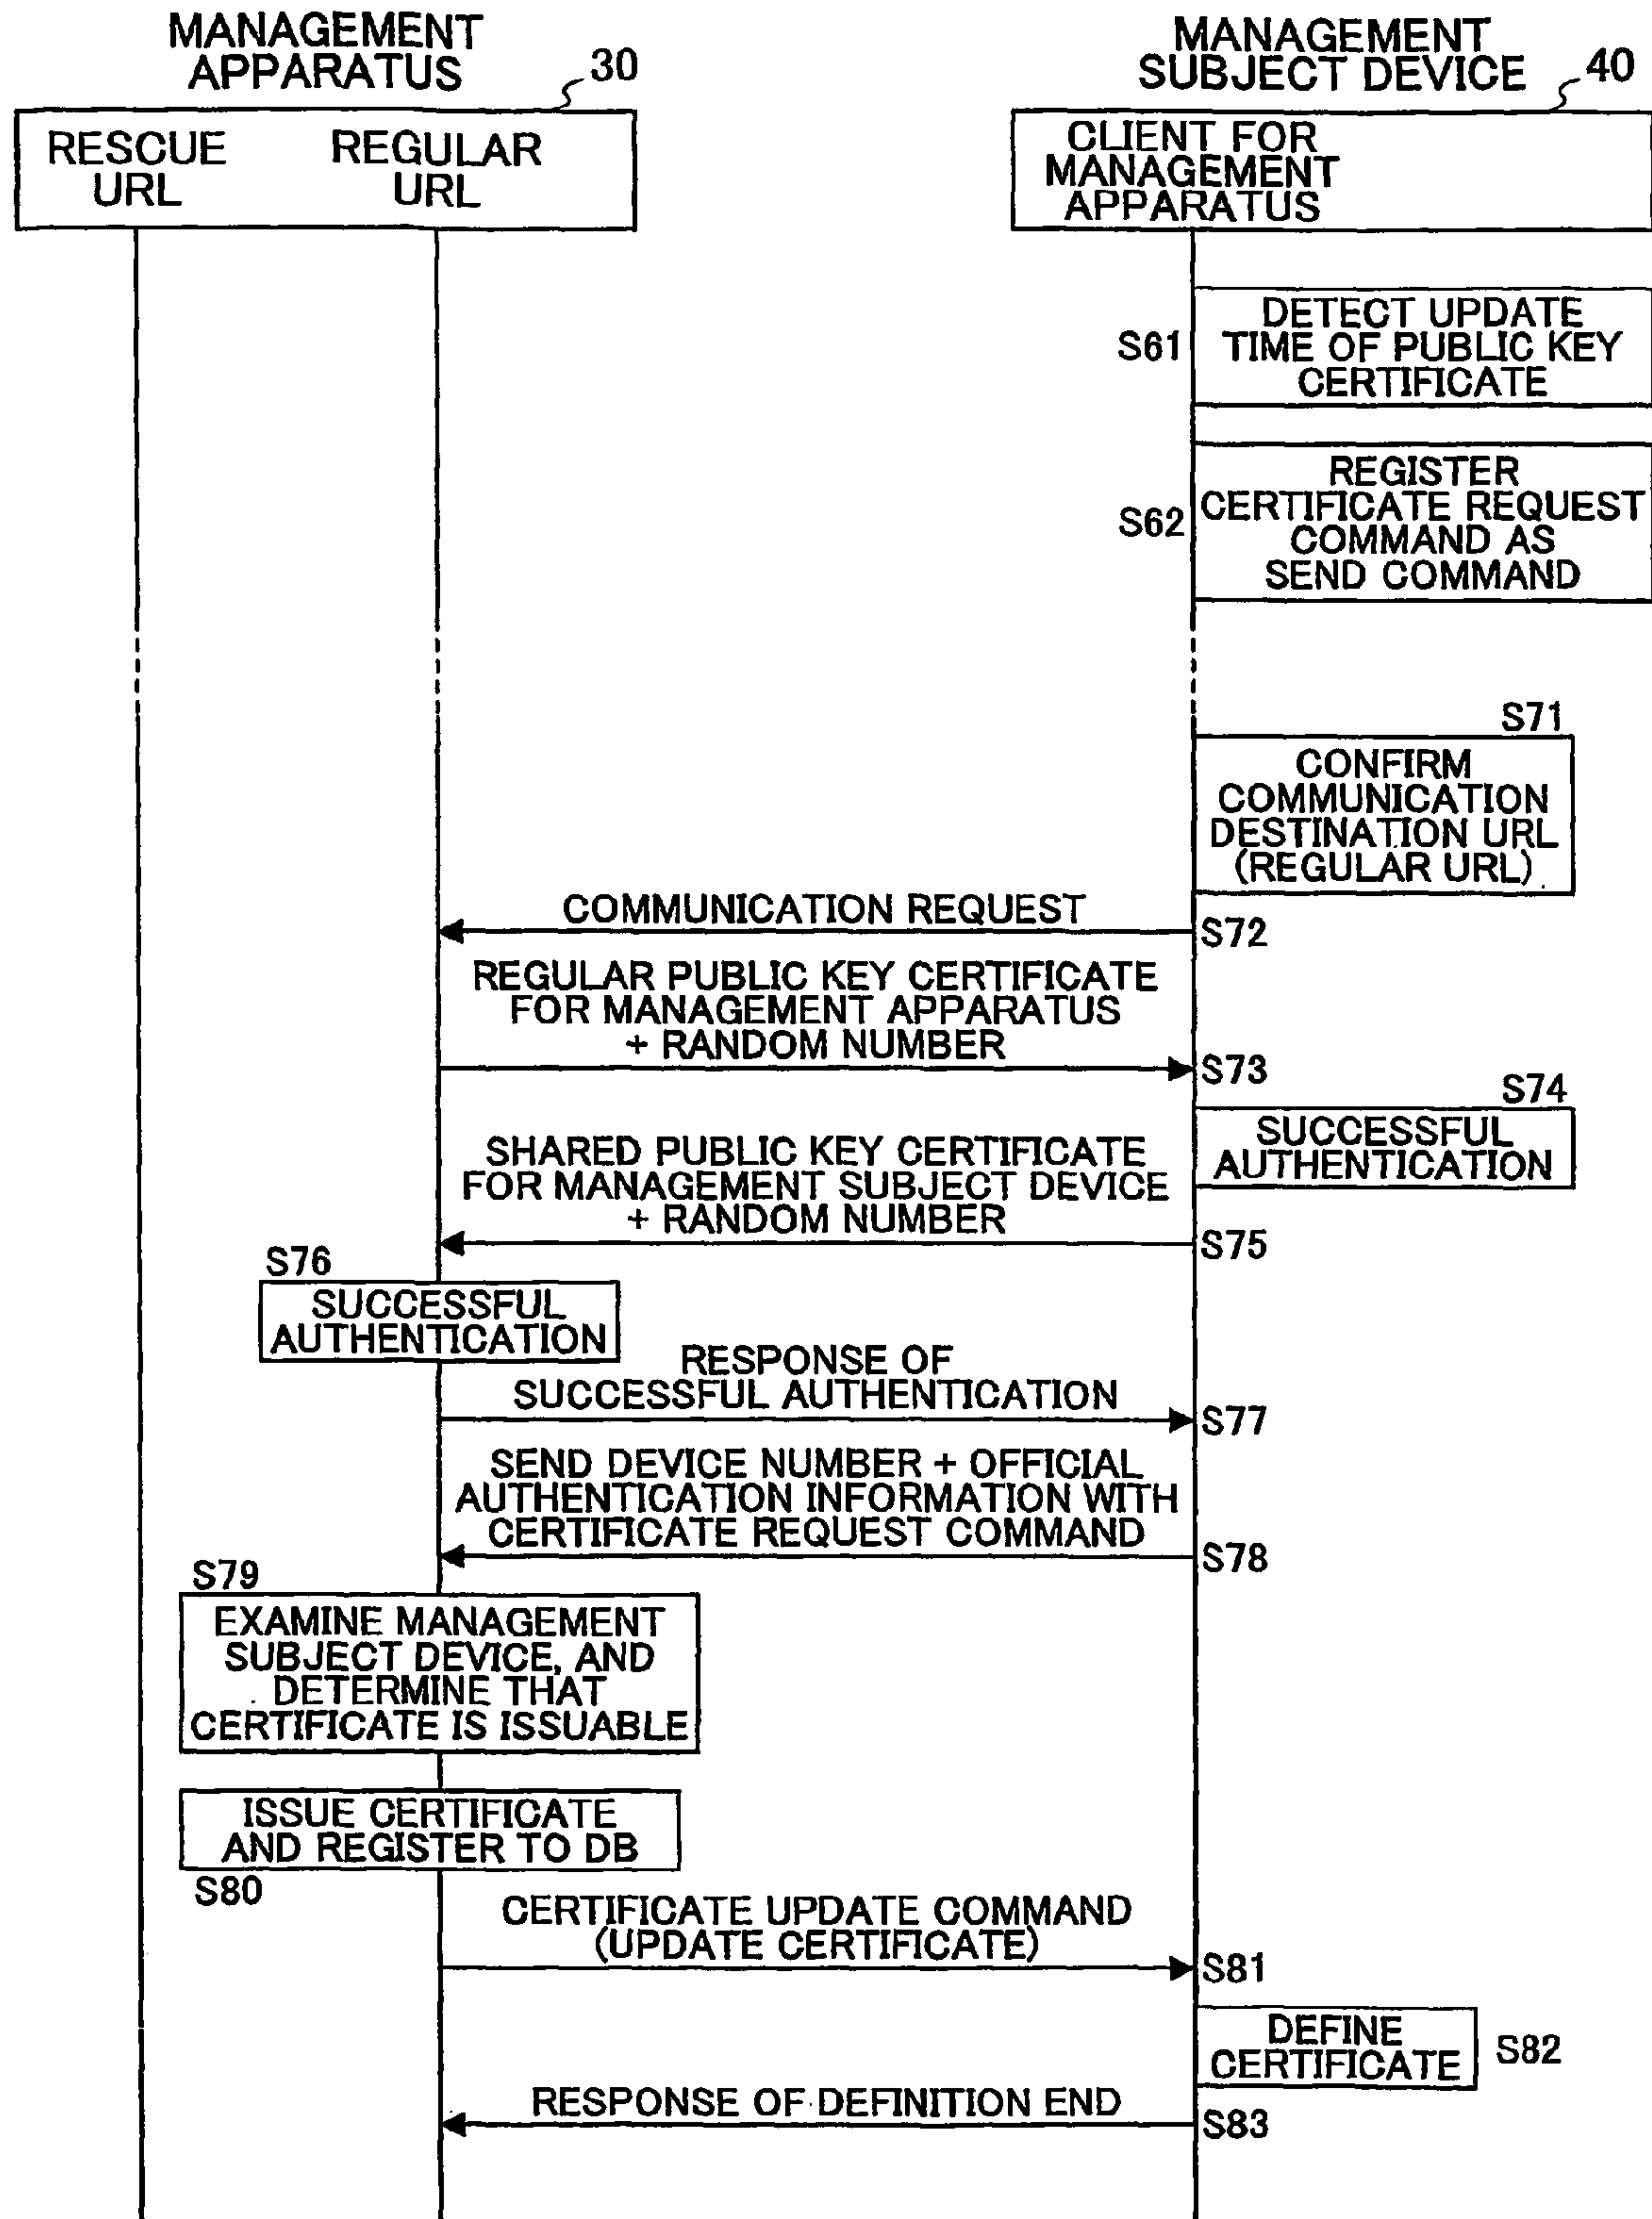 MANAGEMENT
APPARATUS
30
MANAGEMENT
SUBJECT DEVICE
40
RESCUE
URL
REGULAR
URL
CLIENT FOR
MANAGEMENT
APPARATUS
S61
DETECT UPDATE
TIME OF PUBLIC KEY
CERTIFICATE
S62
REGISTER
CERTIFICATE REQUEST
COMMAND AS
SEND COMMAND
S71
CONFIRM
COMMUNICATION
DESTINATION URL
(REGULAR URL)
COMMUNICATION REQUEST
S72
REGULAR PUBLIC KEY CERTIFICATE
FOR MANAGEMENT APPARATUS
+ RANDOM NUMBER
S73
S74
SUCCESSFUL
AUTHENTICATION
SHARED PUBLIC KEY CERTIFICATE
FOR MANAGEMENT SUBJECT DEVICE
+ RANDOM NUMBER
S75
S76
SUCCESSFUL
AUTHENTICATION
RESPONSE OF
SUCCESSFUL AUTHENTICATION
S77
SEND DEVICE NUMBER + OFFICIAL
AUTHENTICATION INFORMATION WITH
CERTIFICATE REQUEST COMMAND
S78
S79
EXAMINE MANAGEMENT
SUBJECT DEVICE, AND
DETERMINE THAT
CERTIFICATE IS ISSUABLE
ISSUE CERTIFICATE
AND REGISTER TO DB
S80
CERTIFICATE UPDATE COMMAND
(UPDATE CERTIFICATE)
S81
DEFINE
CERTIFICATE
S82
RESPONSE OF DEFINITION END
S83